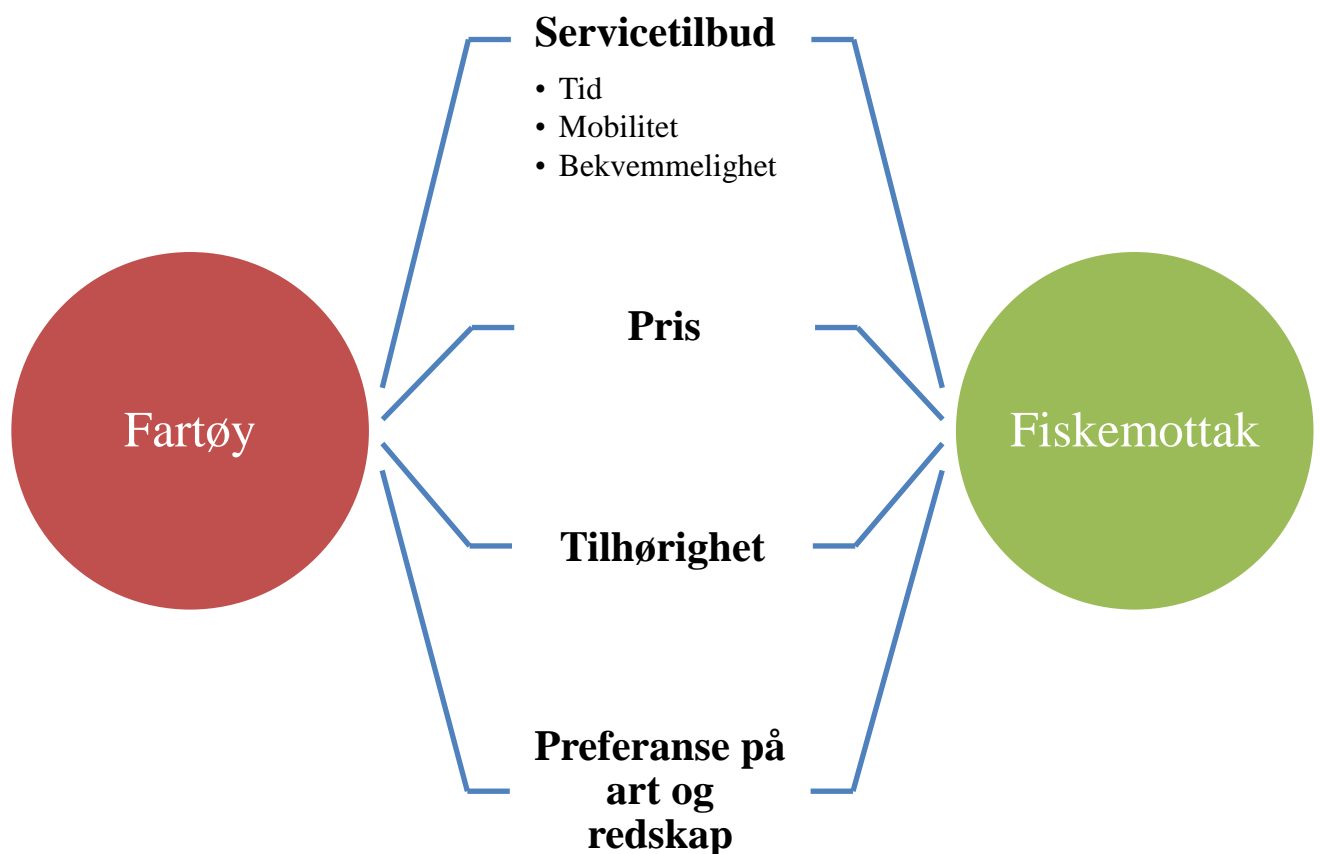 Servicetilbud
• Tid
• Mobilitet
• Bekvemmelighet
Pris
Fartøy
Fiskemottak
Tilhørighet
Preferanse på
art og
redskap